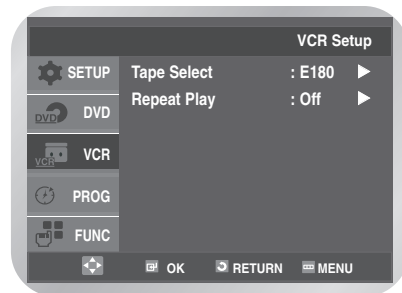 VCR Setup
SETUP Tape Select : E180
Repeat Play : Off
DVD DVD
VCR VCR
PROG
FUNC
OK RETURN MENU